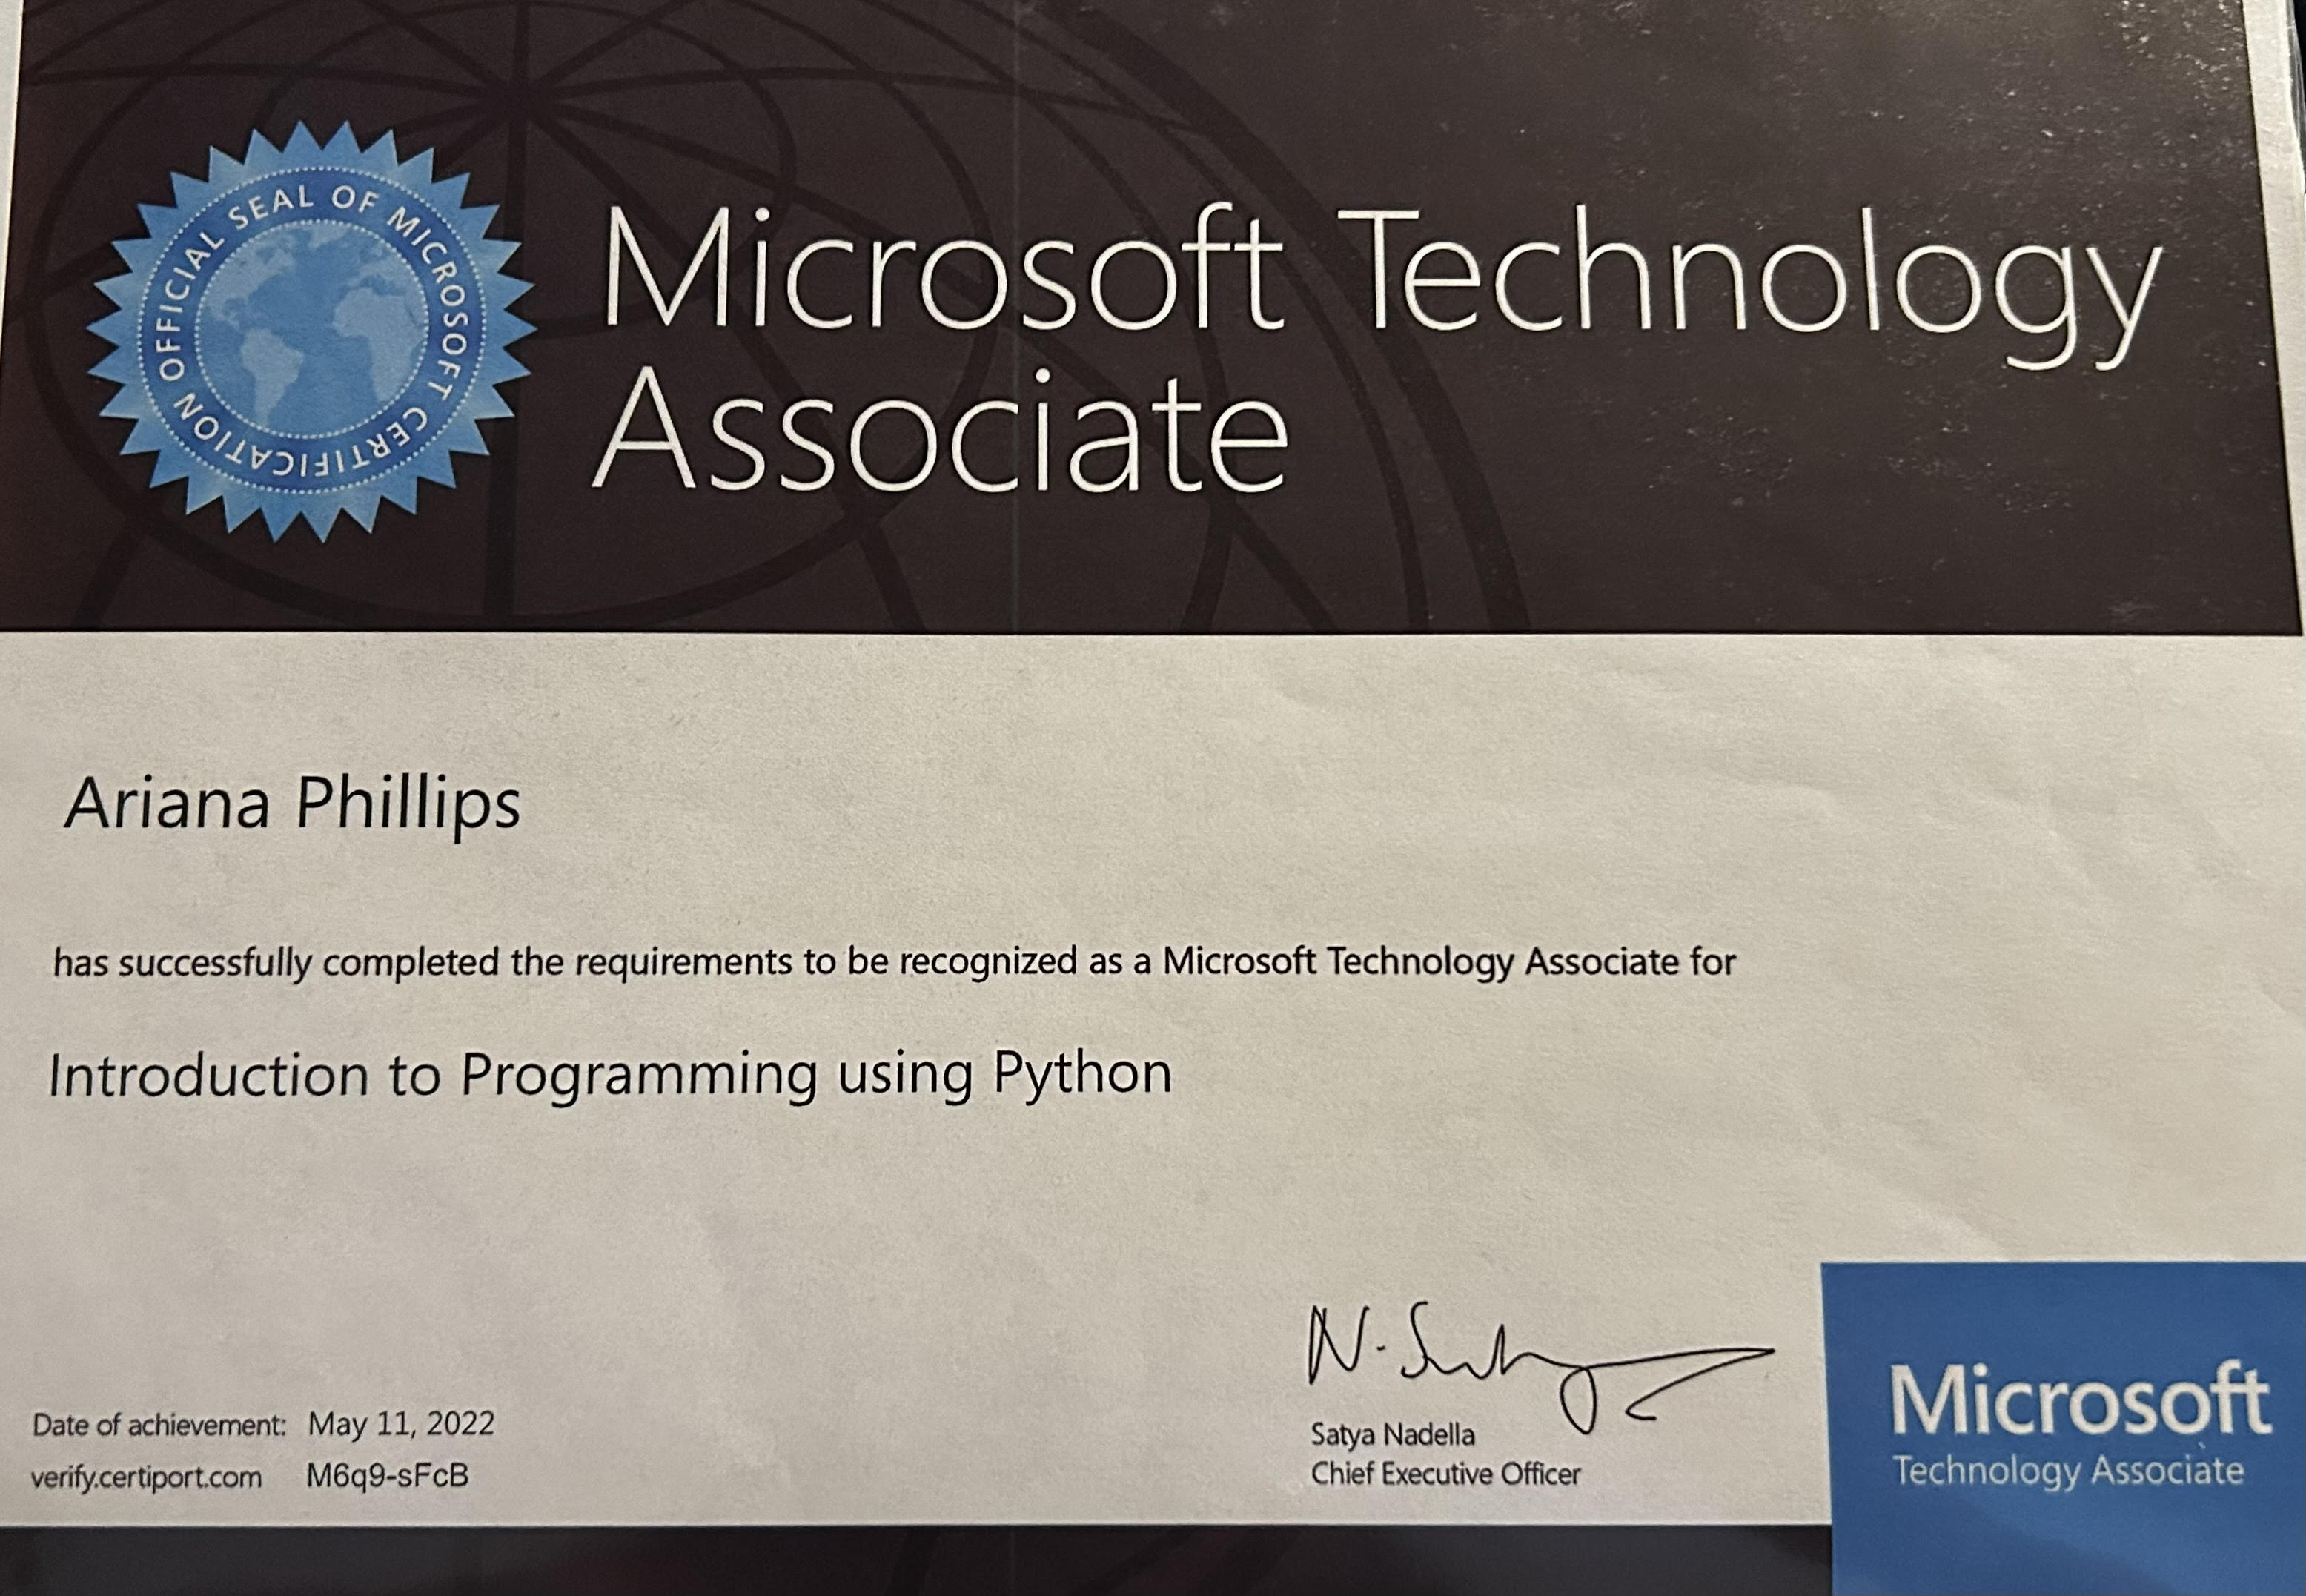 OFFICIAL SEAL OF MICROSOFT CERTIFICATION
Microsoft Technology
Associate
Ariana Phillips
has successfully completed the requirements to be recognized as a Microsoft Technology Associate for
Introduction to Programming using Python
N. Satya
Satya Nadella
Chief Executive Officer
Date of achievement: May 11, 2022
verify.certiport.com M6q9-sFcB
Microsoft
Technology Associate